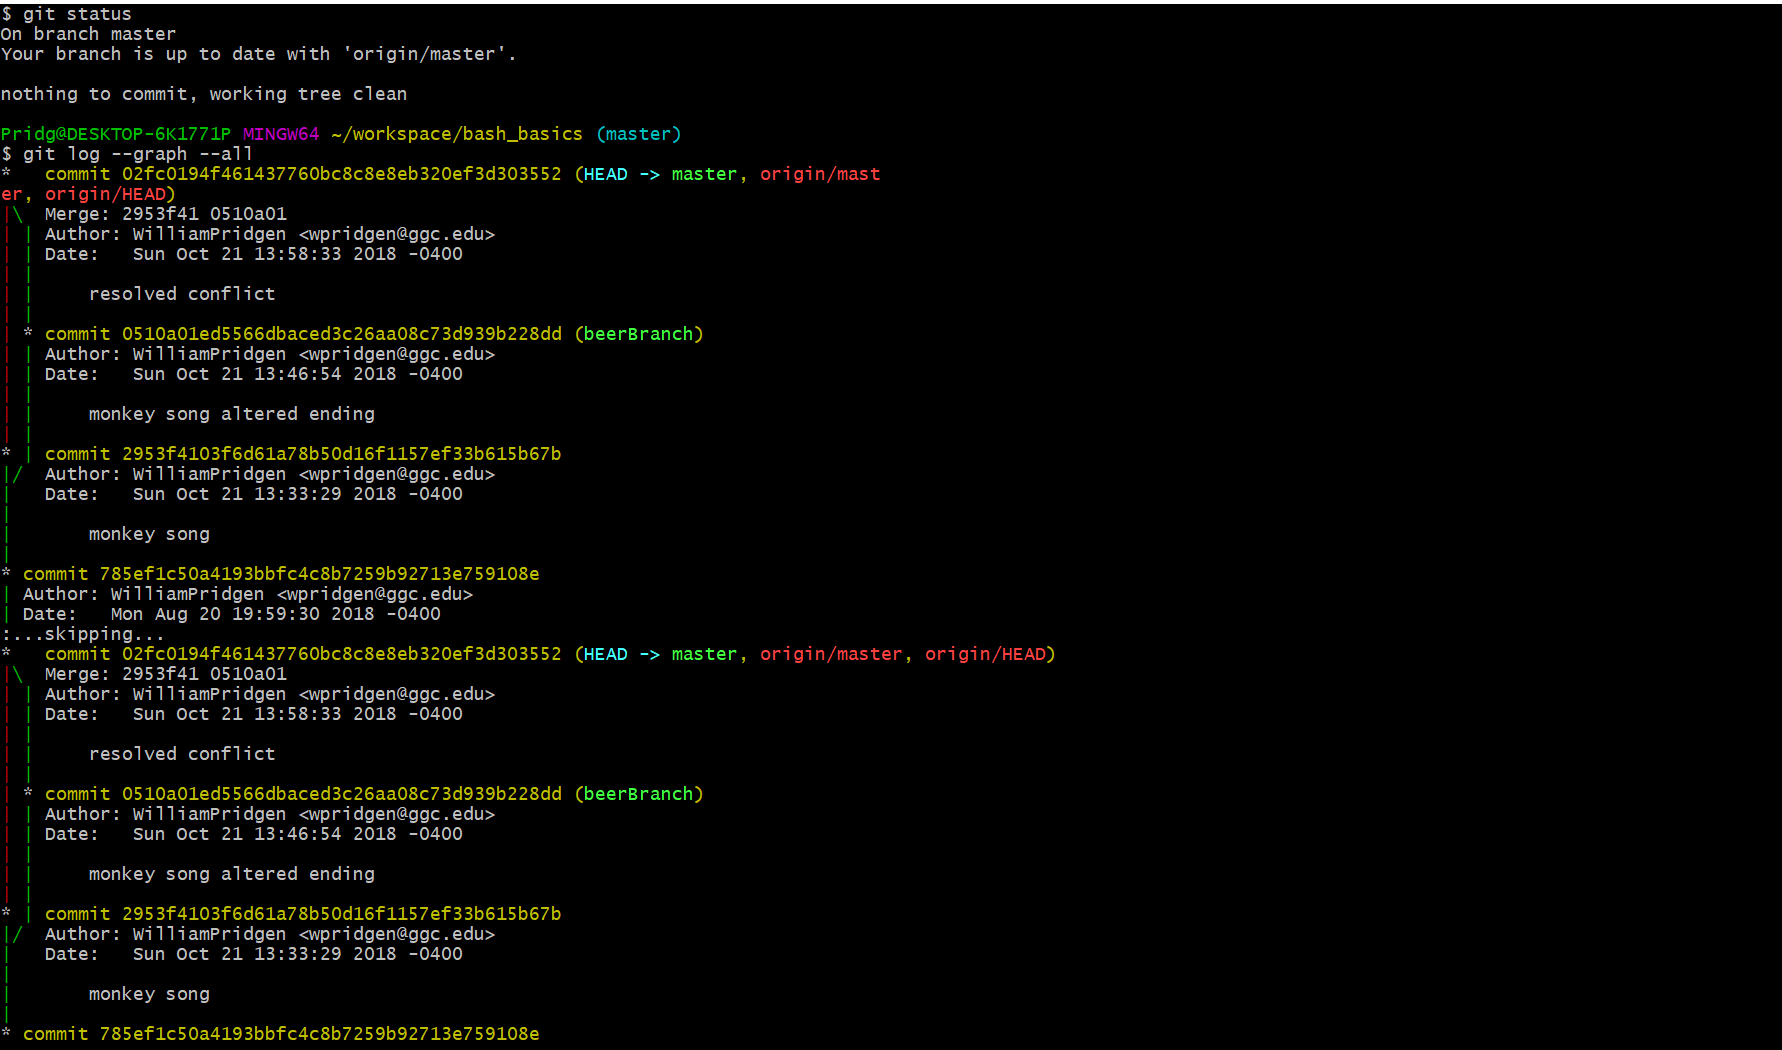 $ git status
On branch master
Your branch is up to date with 'origin/master'.
nothing to commit, working tree clean
Pridg@DESKTOP-6K1771P MINGW64 ~/workspace/bash_basics (master)
$ git log --graph --all
*   commit 02fc0194f461437760bc8c8e8eb320ef3d303552 (HEAD -> master, origin/mast
er, origin/HEAD)
|\  Merge: 2953f41 0510a01
| | Author: WilliamPridgen <wpridgen@ggc.edu>
| | Date:   Sun Oct 21 13:58:33 2018 -0400
| |
| |     resolved conflict
| |
| * commit 0510a01ed5566dbaced3c26aa08c73d939b228dd (beerBranch)
| | Author: WilliamPridgen <wpridgen@ggc.edu>
| | Date:   Sun Oct 21 13:46:54 2018 -0400
| |
| |     monkey song altered ending
| |
* | commit 2953f4103f6d61a78b50d16f1157ef33b615b67b
|/  Author: WilliamPridgen <wpridgen@ggc.edu>
|   Date:   Sun Oct 21 13:33:29 2018 -0400
|
|       monkey song
|
* commit 785ef1c50a4193bbfc4c8b7259b92713e759108e
| Author: WilliamPridgen <wpridgen@ggc.edu>
| Date:   Mon Aug 20 19:59:30 2018 -0400
:...skipping...
*   commit 02fc0194f461437760bc8c8e8eb320ef3d303552 (HEAD -> master, origin/master, origin/HEAD)
|\  Merge: 2953f41 0510a01
| | Author: WilliamPridgen <wpridgen@ggc.edu>
| | Date:   Sun Oct 21 13:58:33 2018 -0400
| |
| |     resolved conflict
| |
| * commit 0510a01ed5566dbaced3c26aa08c73d939b228dd (beerBranch)
| | Author: WilliamPridgen <wpridgen@ggc.edu>
| | Date:   Sun Oct 21 13:46:54 2018 -0400
| |
| |     monkey song altered ending
| |
* | commit 2953f4103f6d61a78b50d16f1157ef33b615b67b
|/  Author: WilliamPridgen <wpridgen@ggc.edu>
|   Date:   Sun Oct 21 13:33:29 2018 -0400
|
|       monkey song
|
* commit 785ef1c50a4193bbfc4c8b7259b92713e759108e